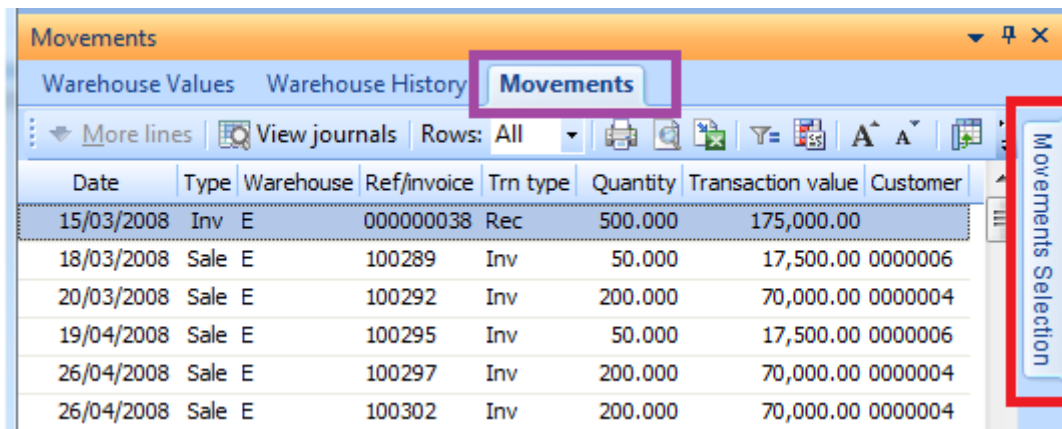 Movements
Warehouse Values Warehouse History Movements
More lines View journals Rows: All A A
Date Type Warehouse Ref/invoice Trn type Quantity Transaction value Customer
15/03/2008 Inv E 000000038 Rec 500.000 175,000.00
18/03/2008 Sale E 100289 Inv 50.000 17,500.00 0000006
20/03/2008 Sale E 100292 Inv 200.000 70,000.00 0000004
19/04/2008 Sale E 100295 Inv 50.000 17,500.00 0000006
26/04/2008 Sale E 100297 Inv 200.000 70,000.00 0000004
26/04/2008 Sale E 100302 Inv 200.000 70,000.00 0000004
Movements Selection